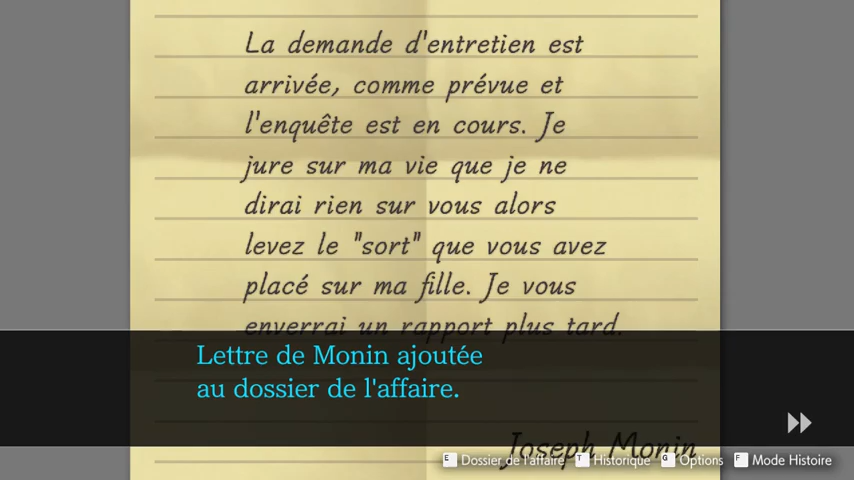 La demande d'entretien est
arrivée, comme prévue et
l'enquête est en cours. Je
jure sur ma vie que je ne
dirai rien sur vous alors
levez le "sort" que vous avez
placé sur ma fille. Je vous
enverrai un rapport plus tard.
Lettre de Monin ajoutée
au dossier de l'affaire.
Joseph Monin
E Dossier de l'affaire T Historique G Options F Mode Histoire